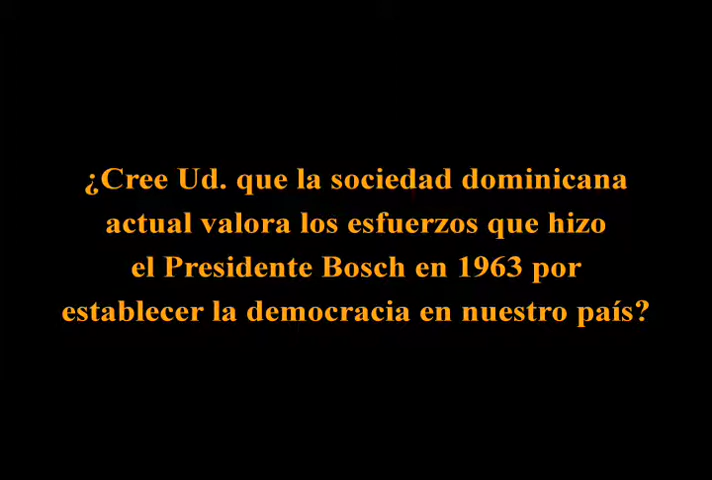 ¿Cree Ud. que la sociedad dominicana
actual valora los esfuerzos que hizo
el Presidente Bosch en 1963 por
establecer la democracia en nuestro país?